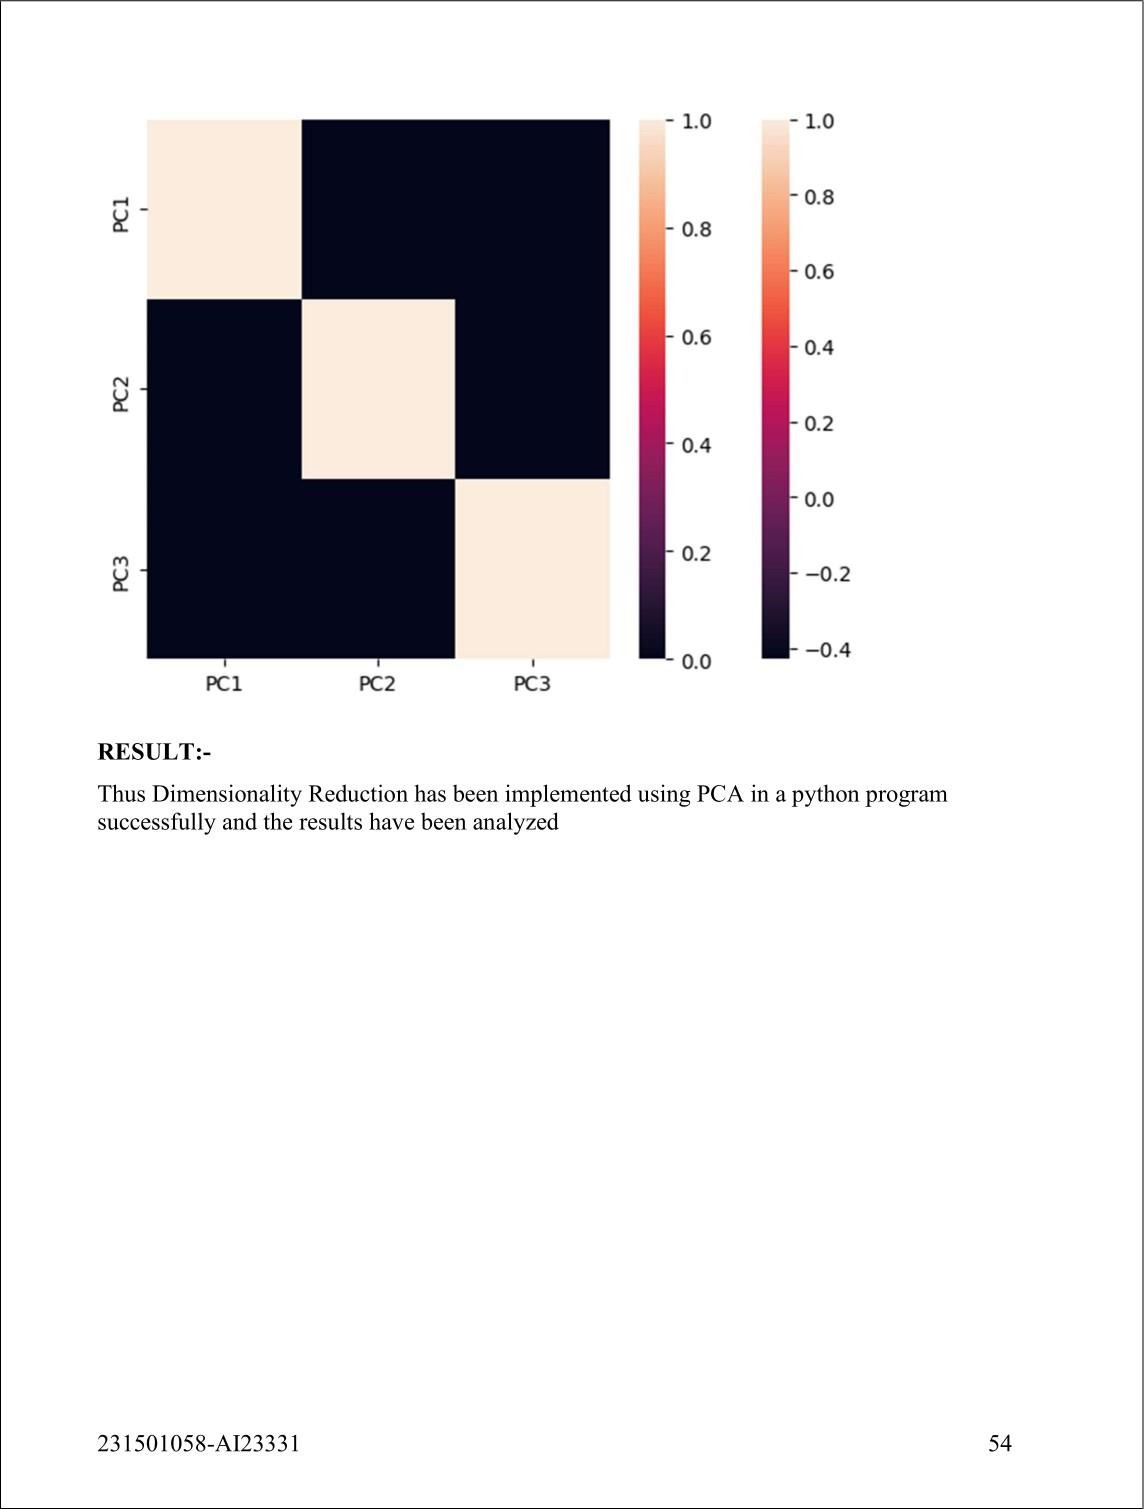 PC1
PC2
PC3
PC1 PC2 PC3
1.0
0.8
0.6
0.4
0.2
0.0
1.0
0.8
0.6
0.4
0.2
0.0
−0.2
−0.4
RESULT:-
Thus Dimensionality Reduction has been implemented using PCA in a python program
successfully and the results have been analyzed
231501058-AI23331 54